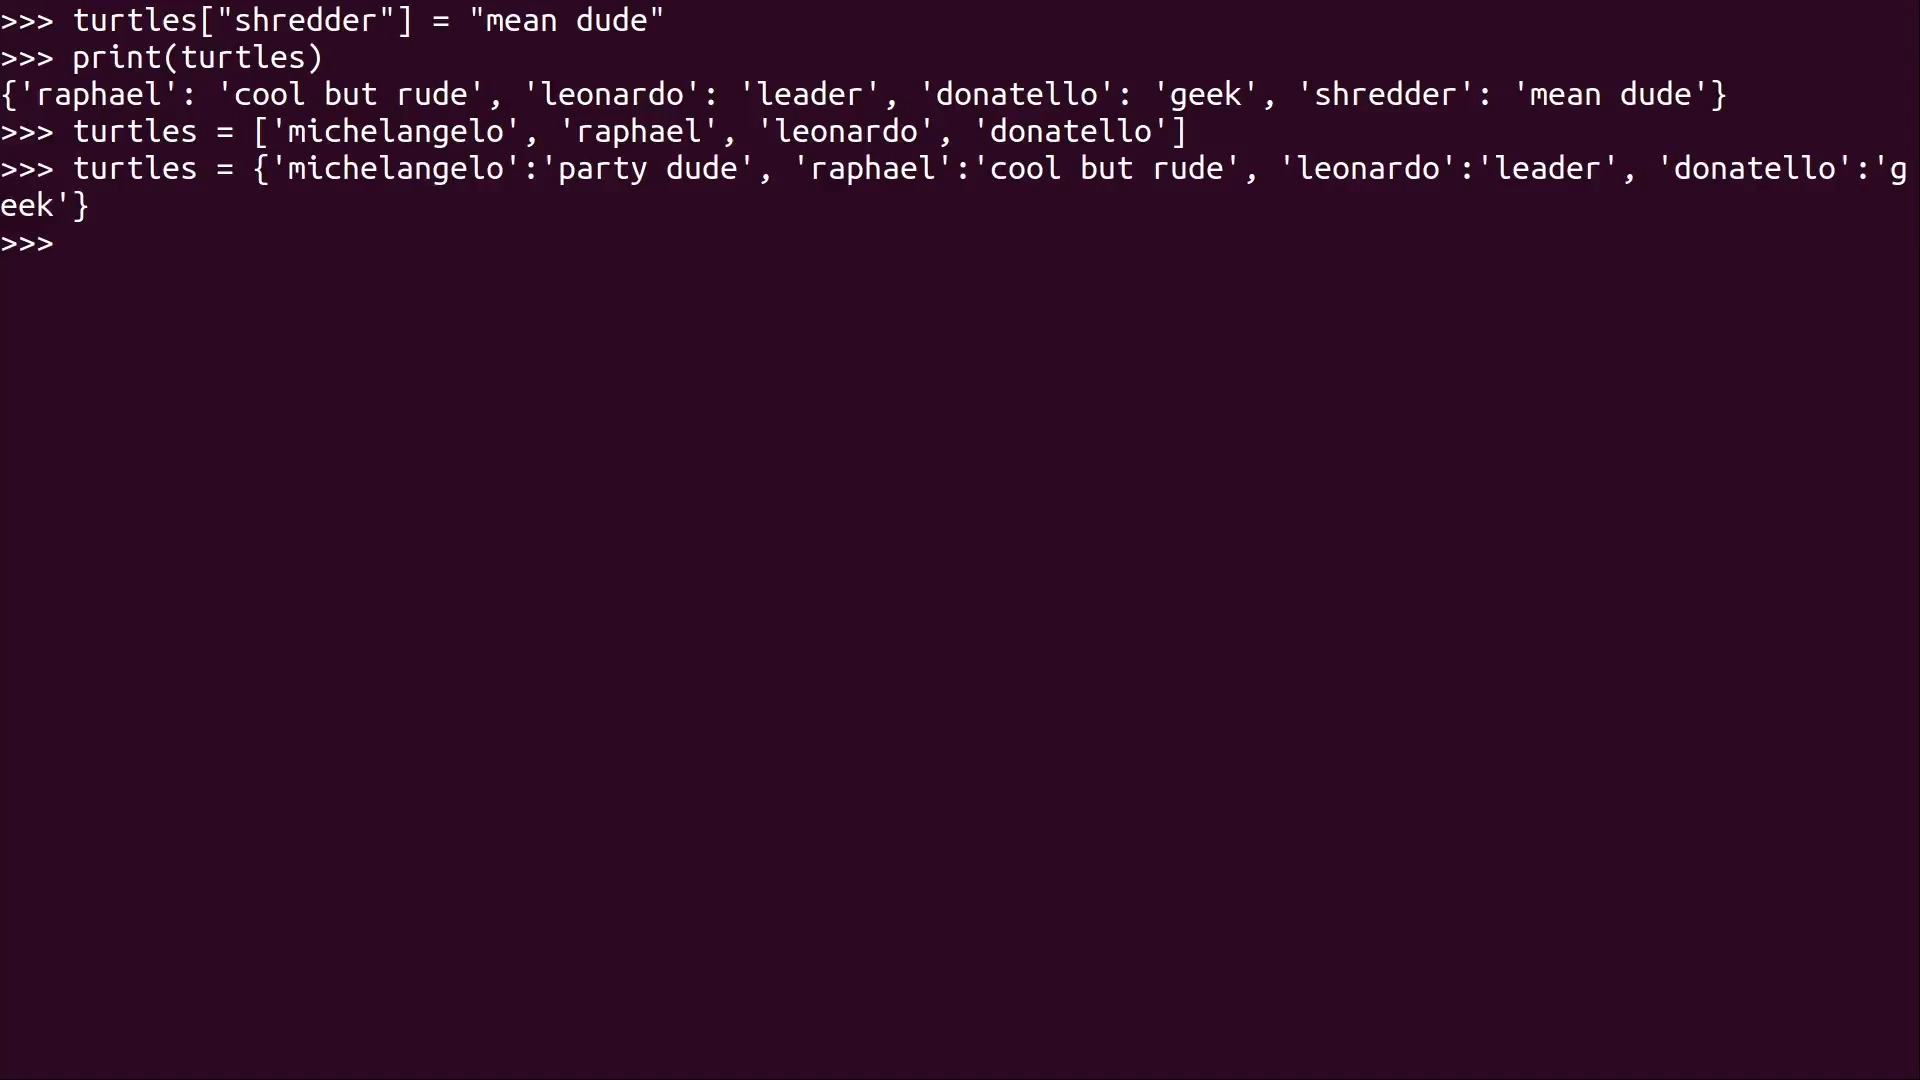 >>> turtles["shredder"] = "mean dude"
>>> print(turtles)
{'raphael': 'cool but rude', 'leonardo': 'leader', 'donatello': 'geek', 'shredder': 'mean dude'}
>>> turtles = ['michelangelo', 'raphael', 'leonardo', 'donatello']
>>> turtles = {'michelangelo':'party dude', 'raphael':'cool but rude', 'leonardo':'leader', 'donatello':'g
eek'}
>>>